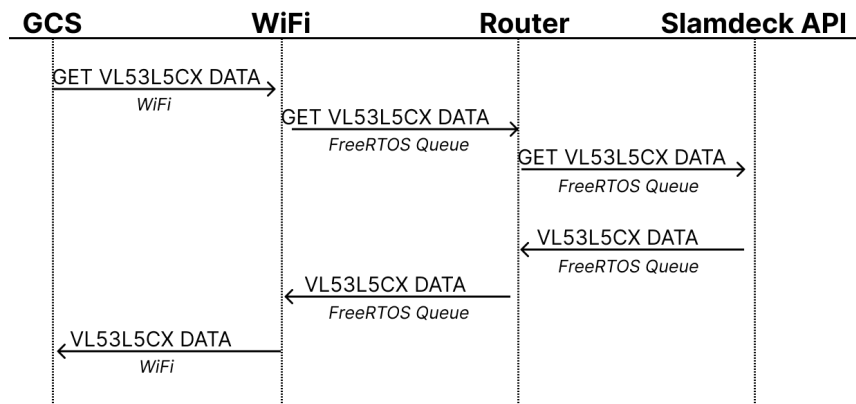 GCS WiFi Router Slamdeck API
GET VL53L5CX DATA
WiFi
GET VL53L5CX DATA
FreeRTOS Queue
GET VL53L5CX DATA
FreeRTOS Queue
VL53L5CX DATA
FreeRTOS Queue
VL53L5CX DATA
FreeRTOS Queue
VL53L5CX DATA
WiFi